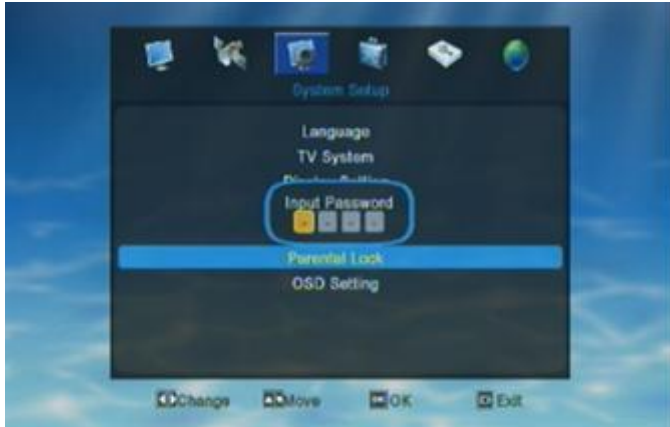 System Setup
Language
TV System
Input Password
Parental Lock
OSD Setting
Change Move OK Exit